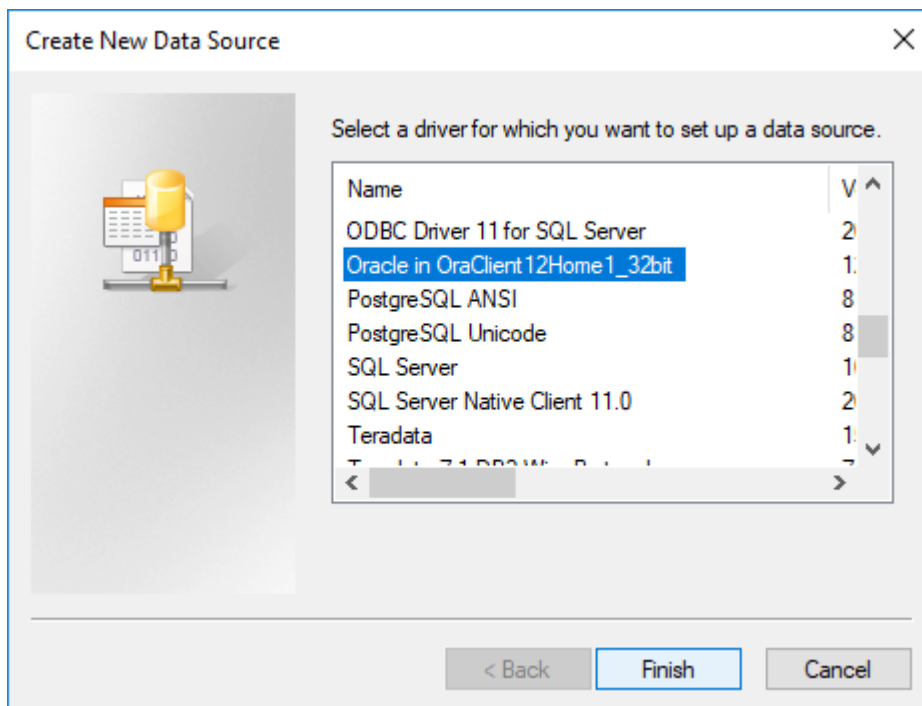 Create New Data Source
Select a driver for which you want to set up a data source.
Name
ODBC Driver 11 for SQL Server
Oracle in OraClient12Home1_32bit
PostgreSQL ANSI
PostgreSQL Unicode
SQL Server
SQL Server Native Client 11.0
Teradata
< Back Finish Cancel